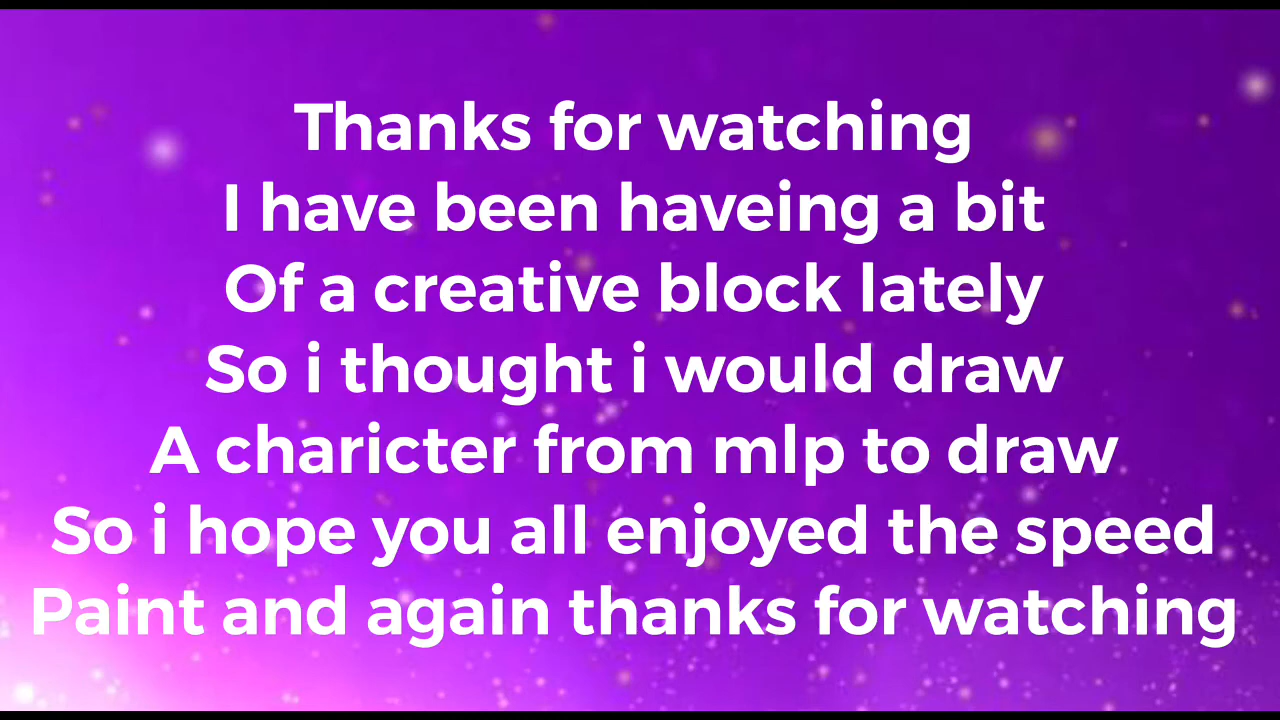 Thanks for watching
I have been haveing a bit
Of a creative block lately
So i thought i would draw
A charicter from mlp to draw
So i hope you all enjoyed the speed
Paint and again thanks for watching